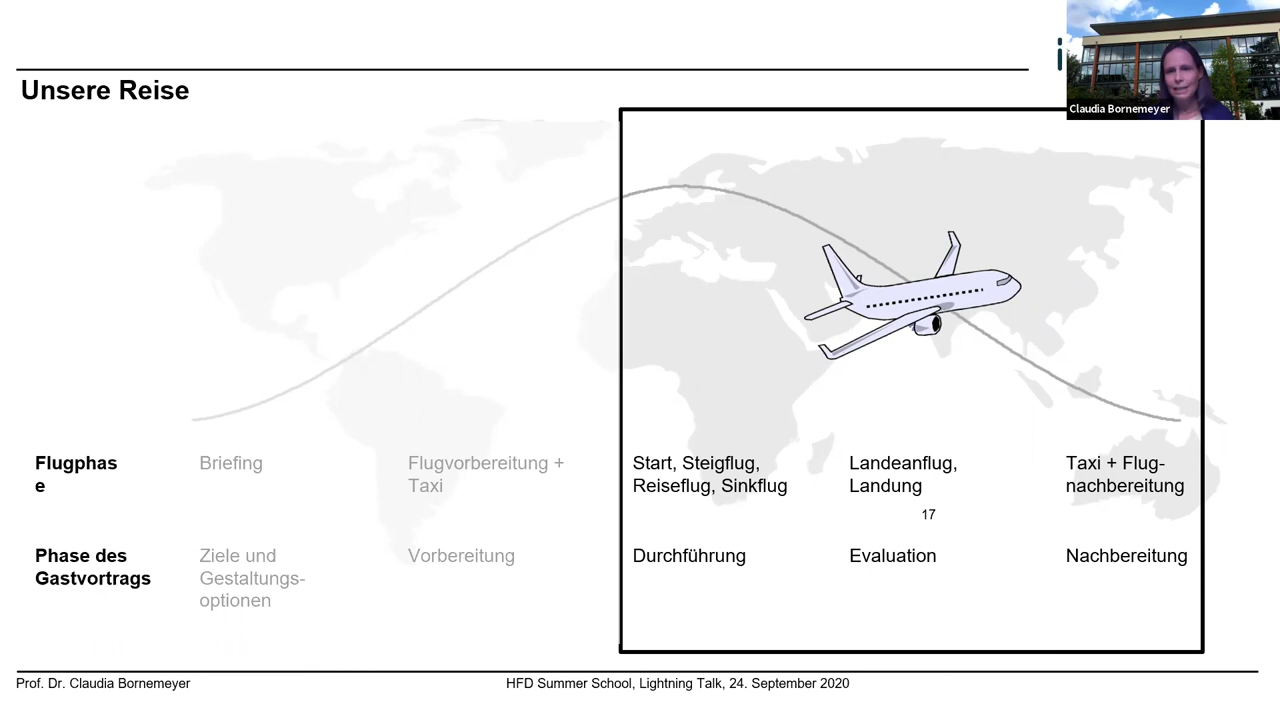 i
Claudia Bornemeyer
Unsere Reise
Flugphas
e
Briefing
Flugvorbereitung +
Taxi
Start, Steigflug,
Reiseflug, Sinkflug
Landeanflug,
Landung
Taxi + Flug-
nachbereitung
17
Phase des
Gastvortrags
Ziele und
Gestaltungs-
optionen
Vorbereitung
Durchführung
Evaluation
Nachbereitung
Prof. Dr. Claudia Bornemeyer
HFD Summer School, Lightning Talk, 24. September 2020